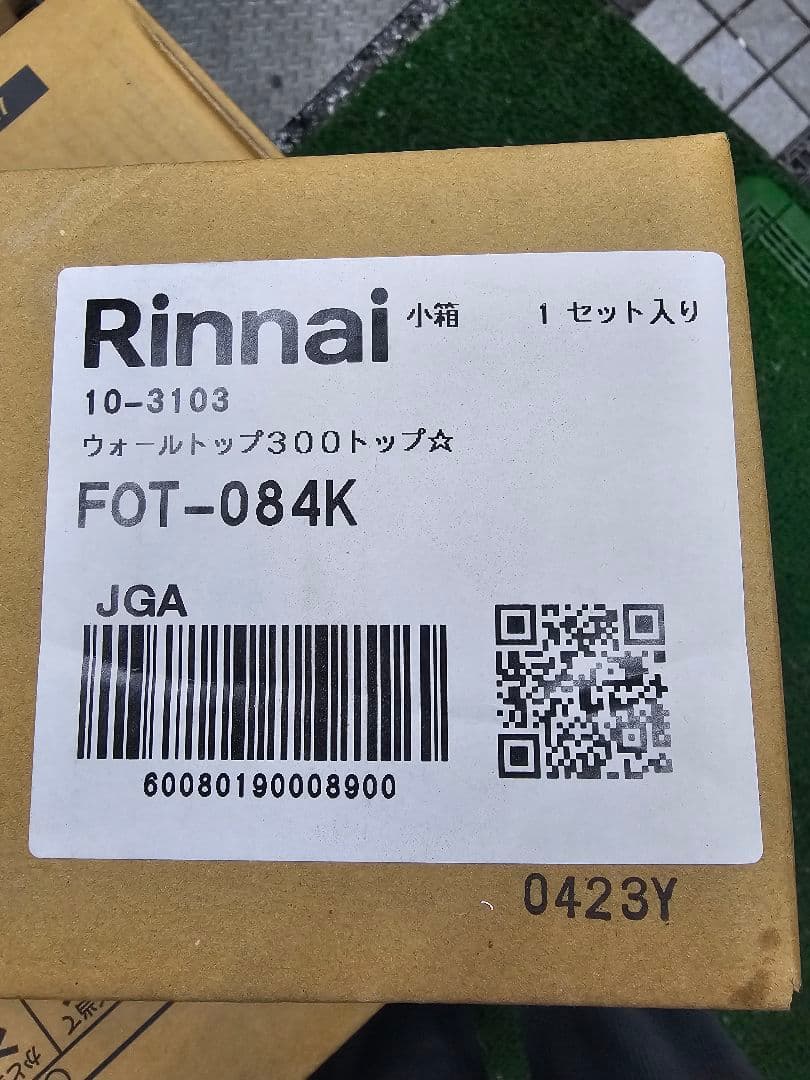 Rinnai 小箱 1 セット入り
10-3103
ウォールトップ300トップ☆
FOT-084K
JGA
60080190008900
0423Y